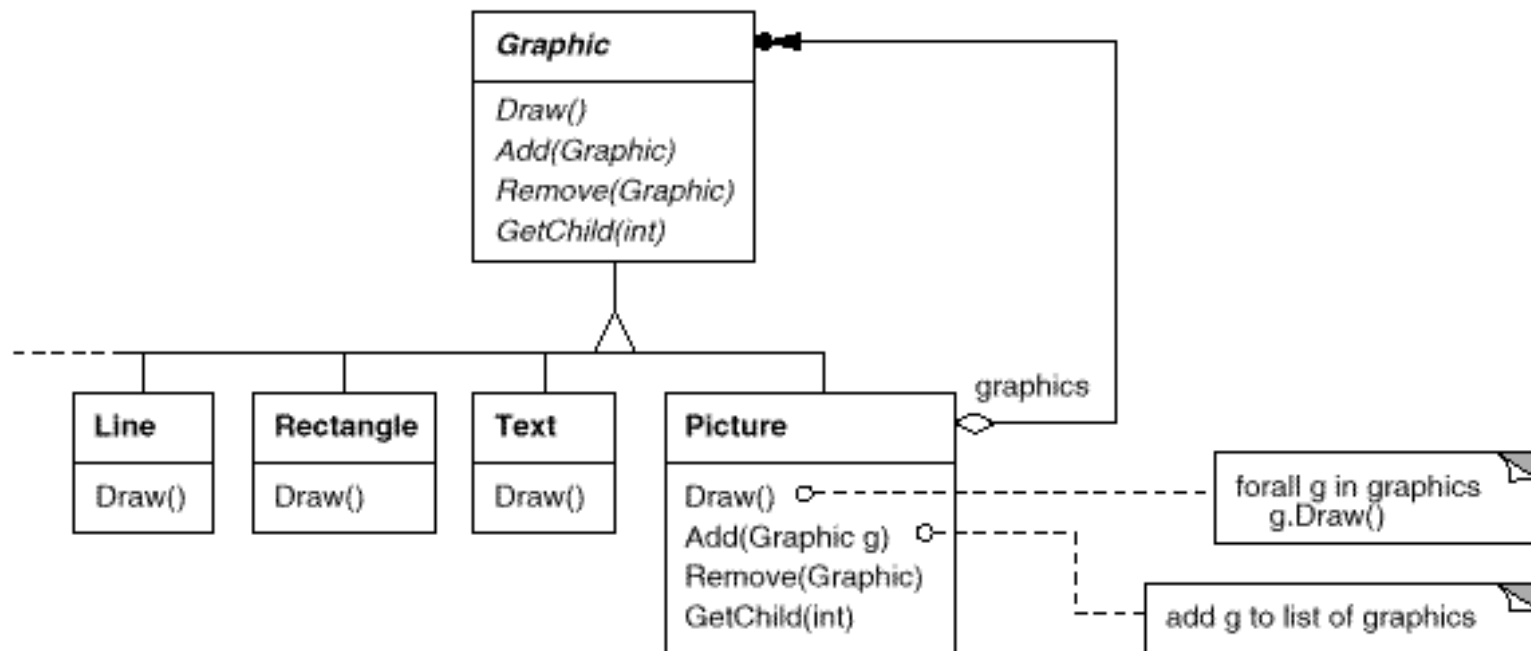 Graphic
Draw()
Add(Graphic)
Remove(Graphic)
GetChild(int)
graphics
Line
Draw()
Rectangle
Draw()
Text
Draw()
Picture
Draw()
Add(Graphic g)
Remove(Graphic)
GetChild(int)
forall g in graphics
g.Draw()
add g to list of graphics